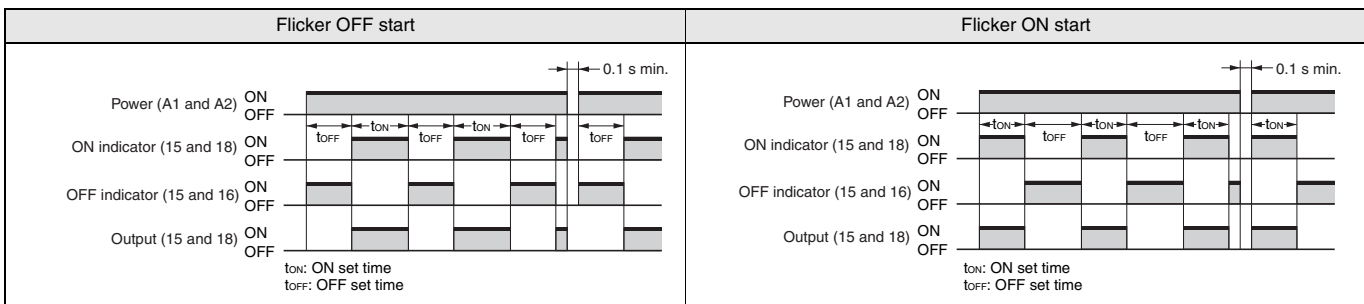 Flicker OFF start
0.1 s min.
Power (A1 and A2) ON
OFF
tOFF tON tOFF tON tOFF tOFF
ON indicator (15 and 18) ON
OFF
OFF indicator (15 and 16) ON
OFF
Output (15 and 18) ON
OFF
tON: ON set time
tOFF: OFF set time
Flicker ON start
0.1 s min.
Power (A1 and A2) ON
OFF
tON tOFF tON tOFF tON tON
ON indicator (15 and 18) ON
OFF
OFF indicator (15 and 16) ON
OFF
Output (15 and 18) ON
OFF
tON: ON set time
tOFF: OFF set time